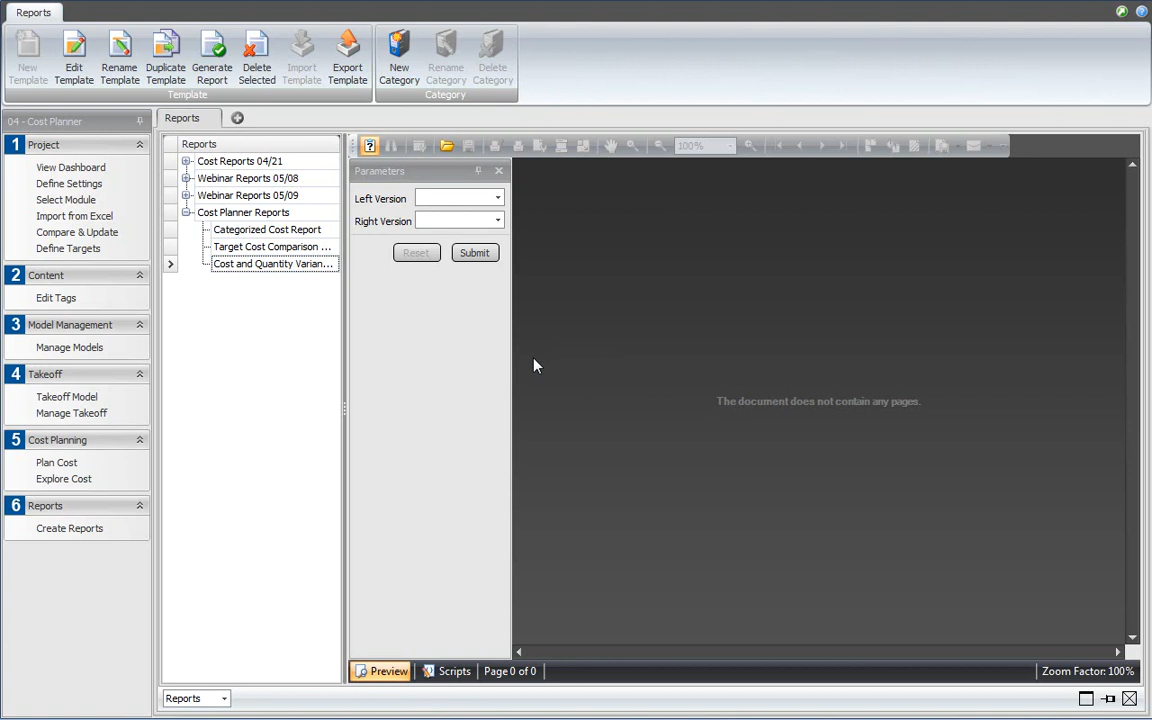 Reports
New Template
Edit Template
Rename Template
Duplicate Template
Generate Report
Delete Selected
Import Template
Export Template
New Category
Rename Category
Delete Category
Template
Category
04 - Cost Planner
1 Project
View Dashboard
Define Settings
Select Module
Import from Excel
Compare & Update
Define Targets
2 Content
Edit Tags
3 Model Management
Manage Models
4 Takeoff
Takeoff Model
Manage Takeoff
5 Cost Planning
Plan Cost
Explore Cost
6 Reports
Create Reports
Reports
Reports
Cost Reports 04/21
Webinar Reports 05/08
Webinar Reports 05/09
Cost Planner Reports
Categorized Cost Report
Target Cost Comparison ...
Cost and Quantity Varian...
100%
Parameters
Left Version
Right Version
Reset
Submit
The document does not contain any pages.
Preview
Scripts
Page 0 of 0
Zoom Factor: 100%
Reports